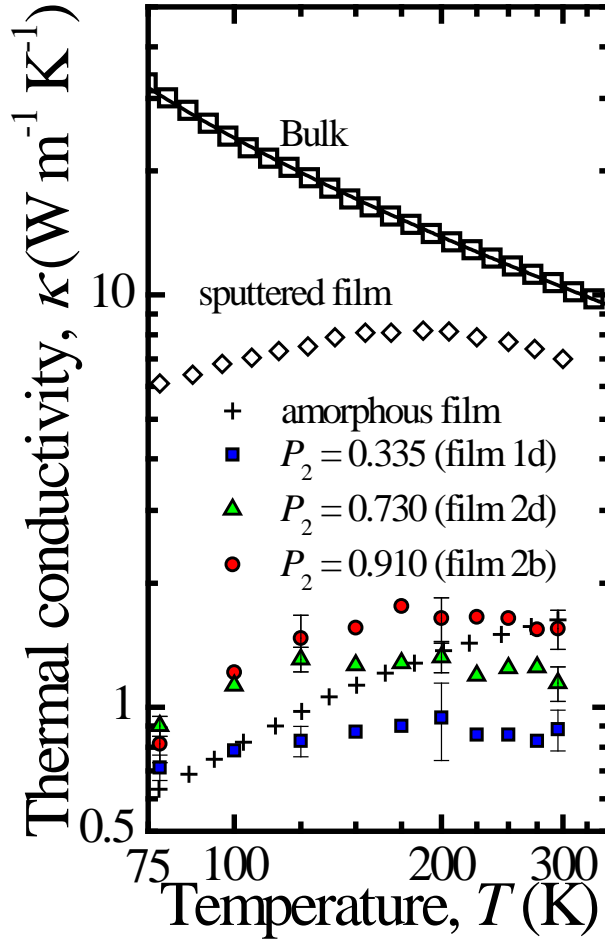 Thermal conductivity, κ (W m⁻¹ K⁻¹)
Bulk
10
sputtered film
amorphous film
P₂ = 0.335 (film 1d)
P₂ = 0.730 (film 2d)
P₂ = 0.910 (film 2b)
1
0.5
75 100 200 300
Temperature, T (K)